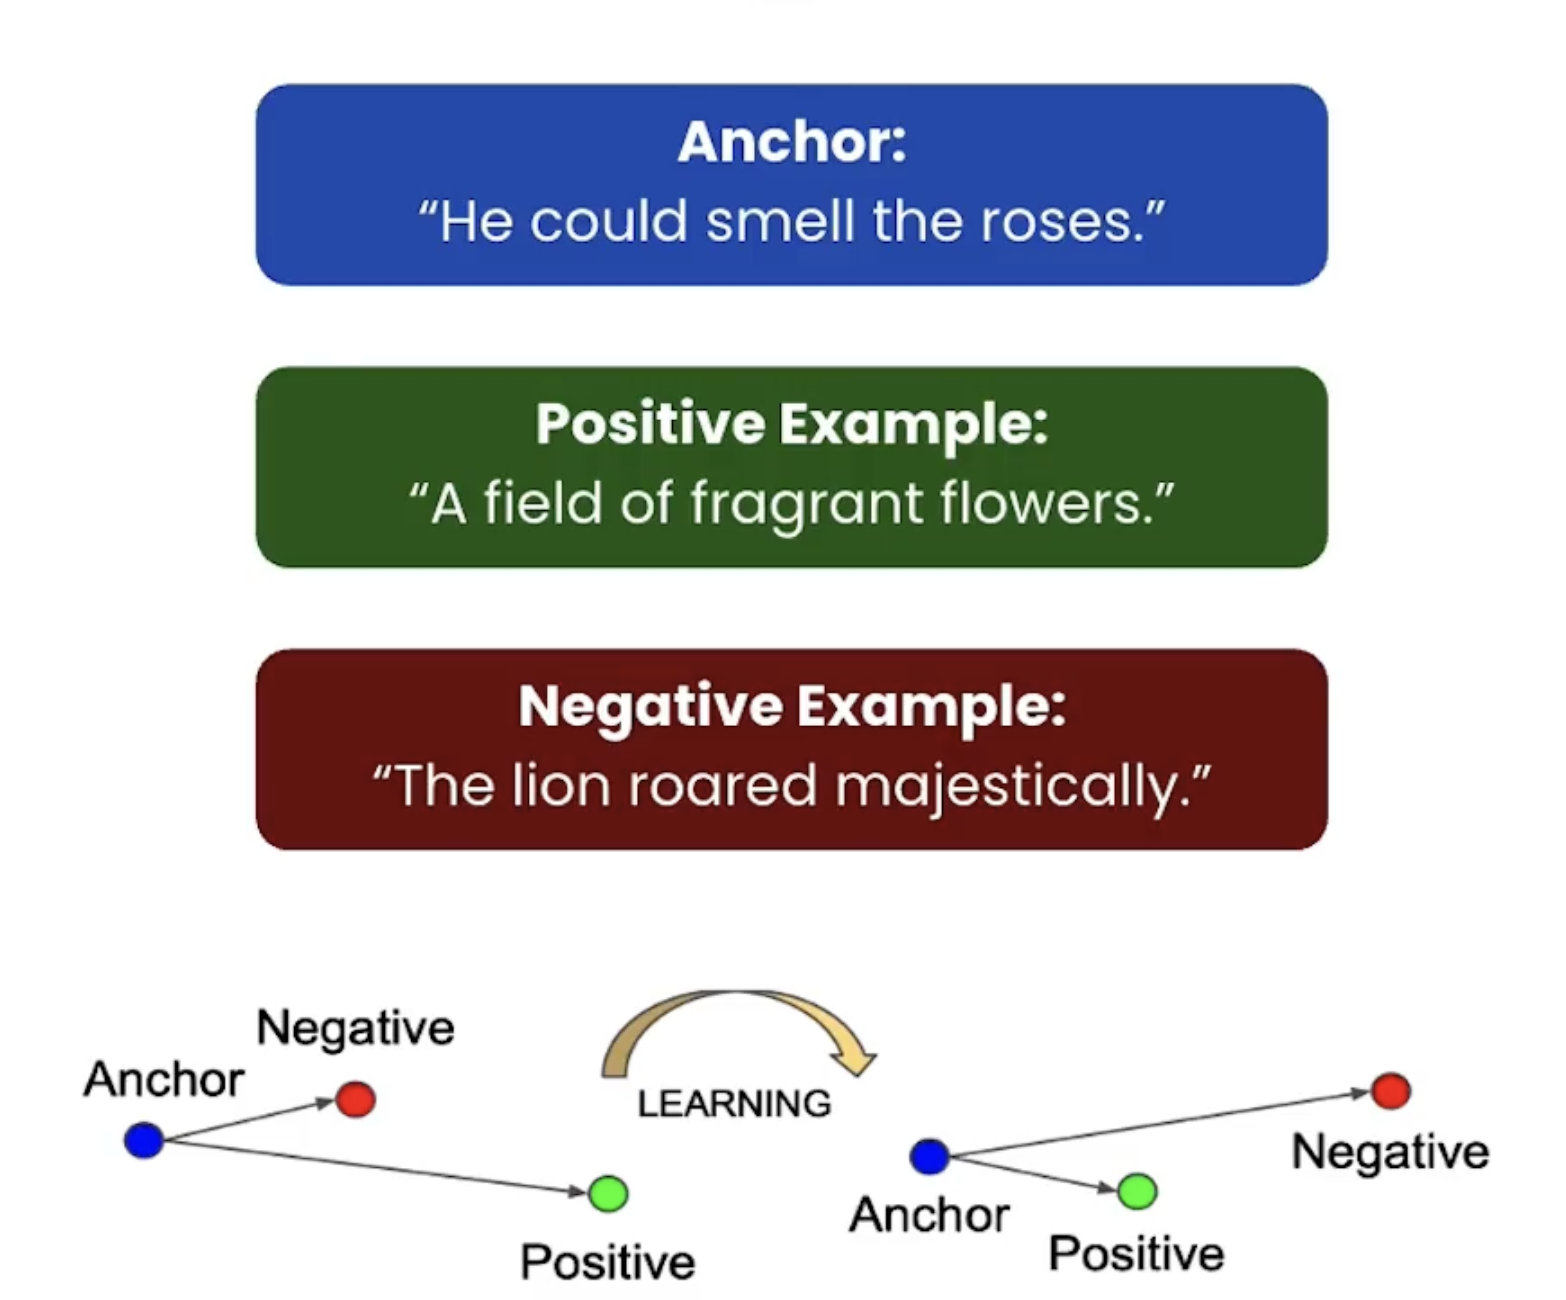 Anchor:
“He could smell the roses.”
Positive Example:
“A field of fragrant flowers.”
Negative Example:
“The lion roared majestically.”
Negative
Anchor
LEARNING
Positive
Negative
Anchor
Positive